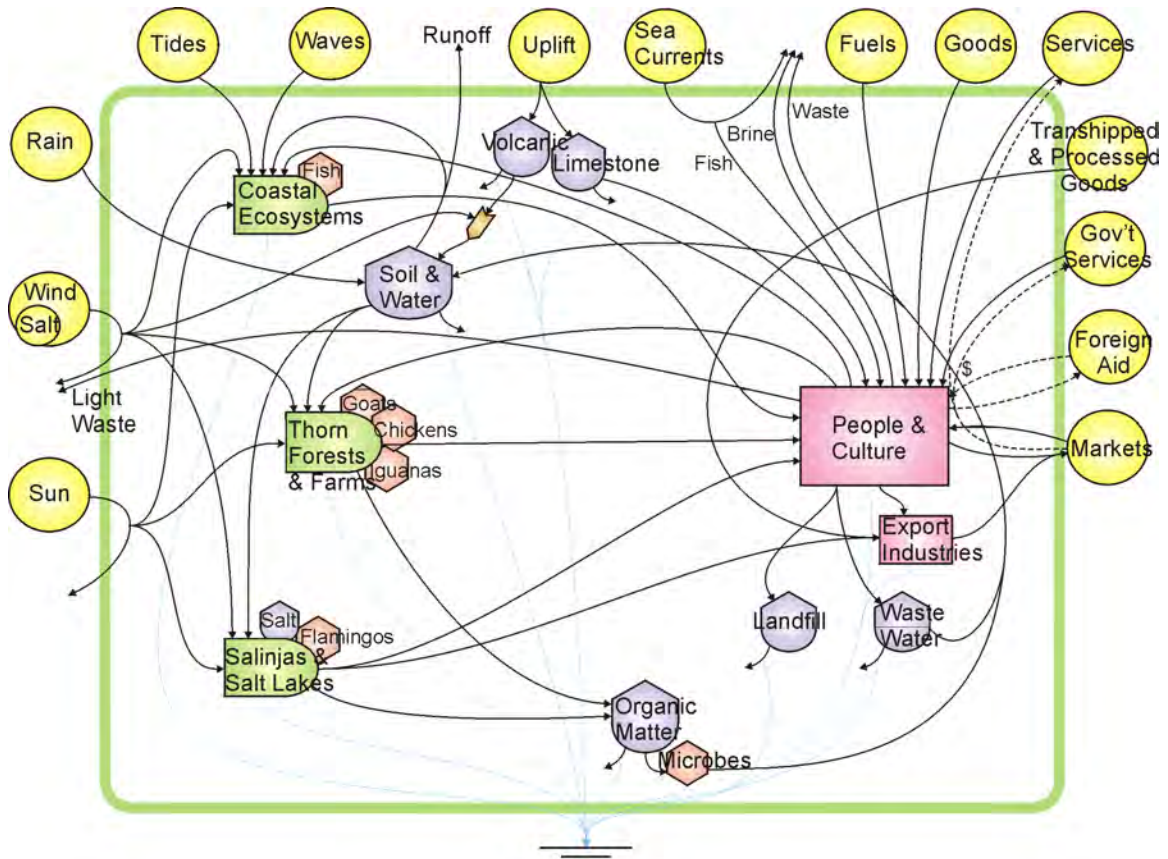 Tides
Waves
Runoff
Uplift
Sea
Currents
Fuels
Goods
Services
Rain
Volcanic
Limestone
Waste
Brine
Fish
Transhipped
& Processed
Goods
Fish
Coastal
Ecosystems
Gov't
Services
Soil &
Water
Wind
Salt
Foreign
Aid
$
Light
Waste
Goats
Chickens
Iguanas
Thorn
Forests
& Farms
People &
Culture
Markets
Sun
Export
Industries
Salt
Flamingos
Salinjas &
Salt Lakes
Landfill
Waste
Water
Organic
Matter
Microbes